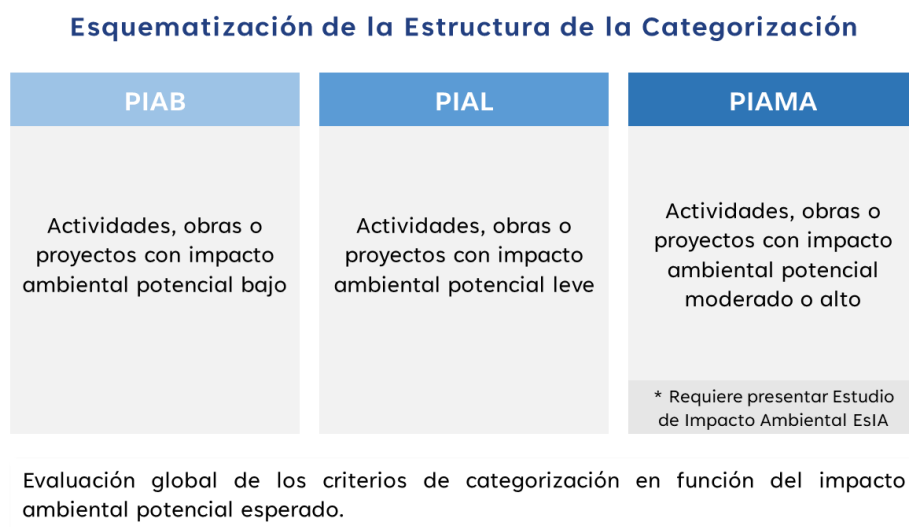 Esquematización de la Estructura de la Categorización
PIAB
Actividades, obras o
proyectos con impacto
ambiental potencial bajo
PIAL
Actividades, obras o
proyectos con impacto
ambiental potencial leve
PIAMA
Actividades, obras o
proyectos con impacto
ambiental potencial
moderado o alto
* Requiere presentar Estudio
de Impacto Ambiental EsIA
Evaluación global de los criterios de categorización en función del impacto
ambiental potencial esperado.